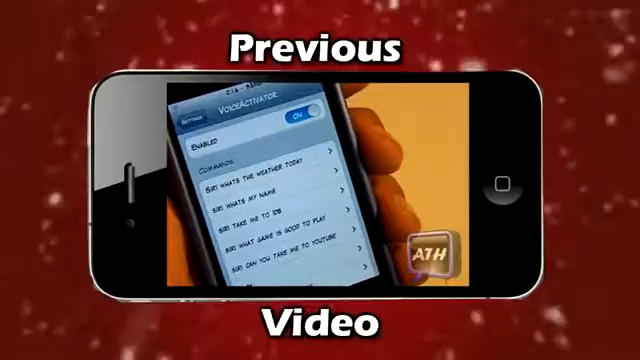 Previous
VOICEACTIVATOR
SETTINGS
ON
ENABLED
COMMANDS
SIRI WHATS THE WEATHER TODAY
SIRI WHATS MY NAME
SIRI TAKE ME TO IDB
SIRI WHAT GAME IS GOOD TO PLAY
SIRI CAN YOU TAKE ME TO YOUTUBE
ATH
Video